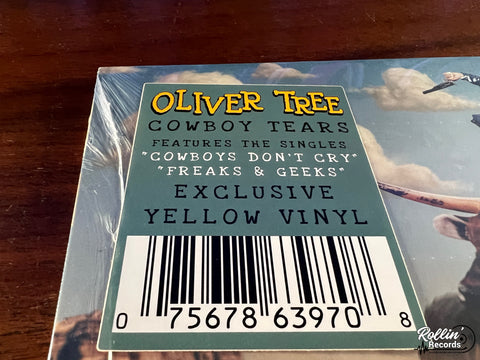 OLIVER TREE
COWBOY TEARS
FEATURES THE SINGLES
"COWBOYS DON'T CRY"
"FREAKS & GEEKS"
EXCLUSIVE
YELLOW VINYL
0 75678 63970 8
Rollin'
Records